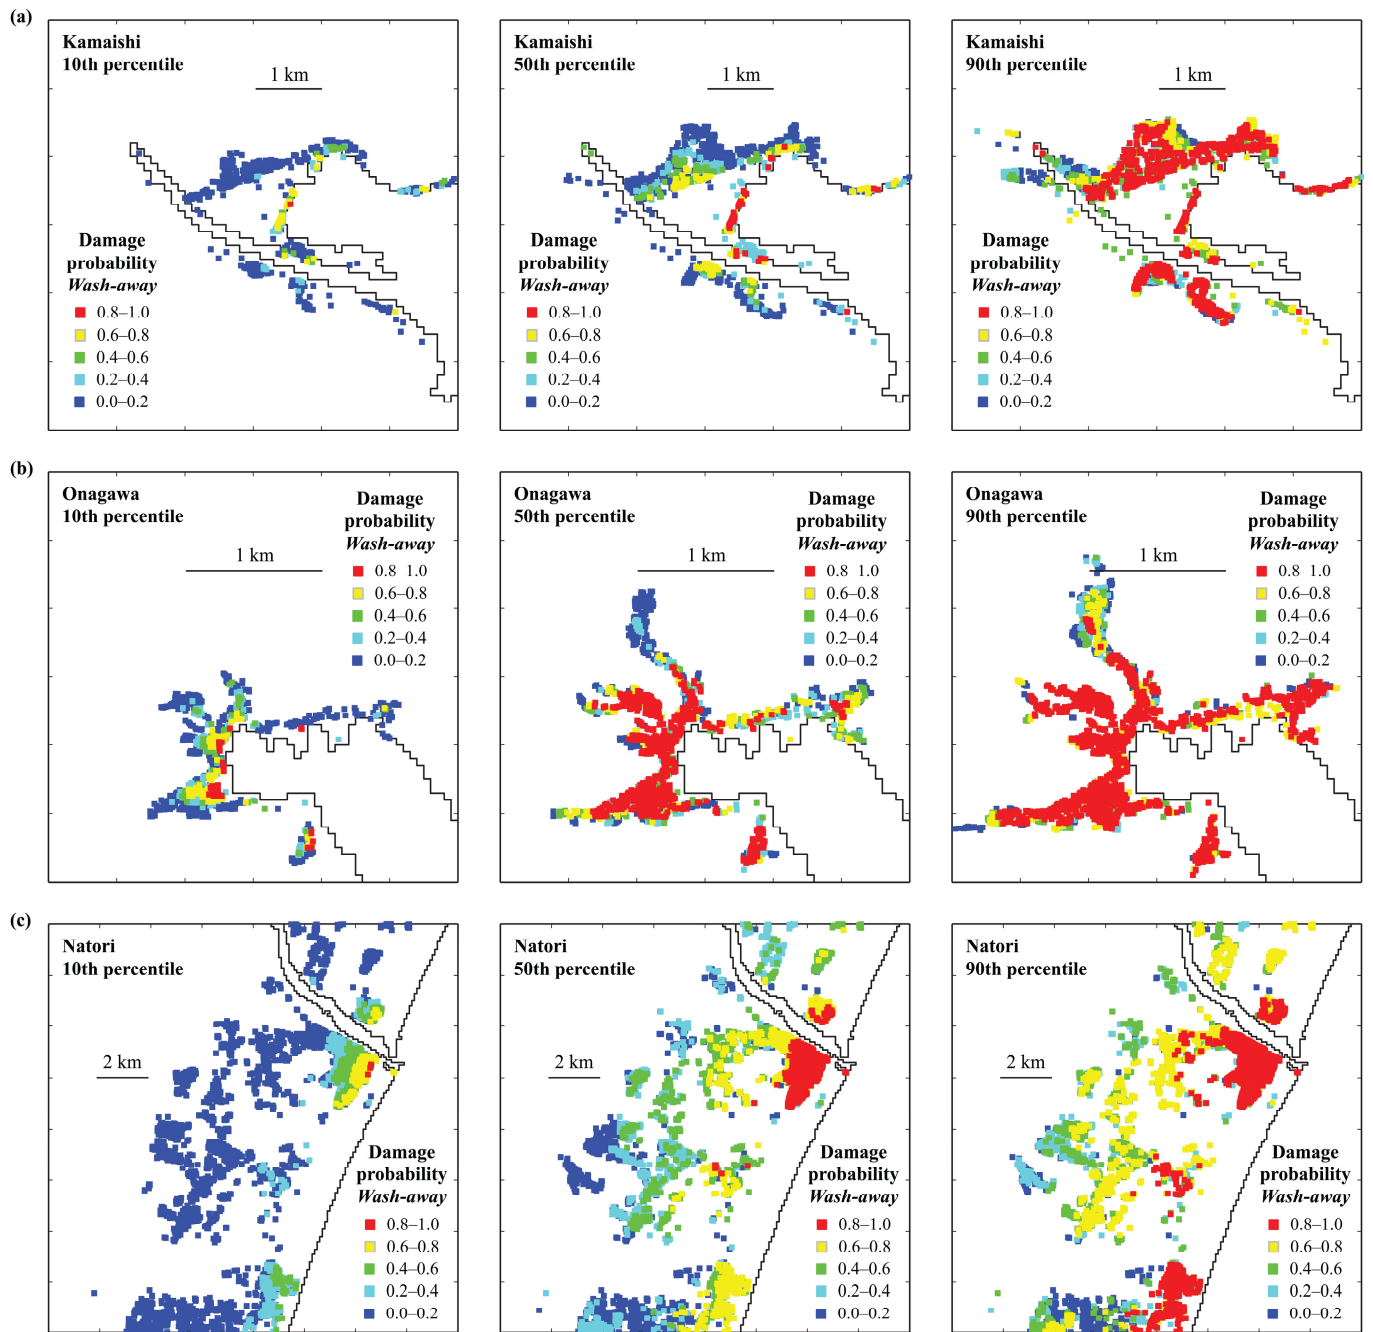 (a)
Kamaishi
10th percentile
1 km
Damage
probability
Wash-away
0.8–1.0
0.6–0.8
0.4–0.6
0.2–0.4
0.0–0.2
Kamaishi
50th percentile
1 km
Damage
probability
Wash-away
0.8–1.0
0.6–0.8
0.4–0.6
0.2–0.4
0.0–0.2
Kamaishi
90th percentile
1 km
Damage
probability
Wash-away
0.8–1.0
0.6–0.8
0.4–0.6
0.2–0.4
0.0–0.2
(b)
Onagawa
10th percentile
1 km
Damage
probability
Wash-away
0.8 1.0
0.6–0.8
0.4–0.6
0.2–0.4
0.0–0.2
Onagawa
50th percentile
1 km
Damage
probability
Wash-away
0.8 1.0
0.6–0.8
0.4–0.6
0.2–0.4
0.0–0.2
Onagawa
90th percentile
1 km
Damage
probability
Wash-away
0.8 1.0
0.6–0.8
0.4–0.6
0.2–0.4
0.0–0.2
(c)
Natori
10th percentile
2 km
Damage
probability
Wash-away
0.8–1.0
0.6–0.8
0.4–0.6
0.2–0.4
0.0–0.2
Natori
50th percentile
2 km
Damage
probability
Wash-away
0.8–1.0
0.6–0.8
0.4–0.6
0.2–0.4
0.0–0.2
Natori
90th percentile
2 km
Damage
probability
Wash-away
0.8–1.0
0.6–0.8
0.4–0.6
0.2–0.4
0.0–0.2